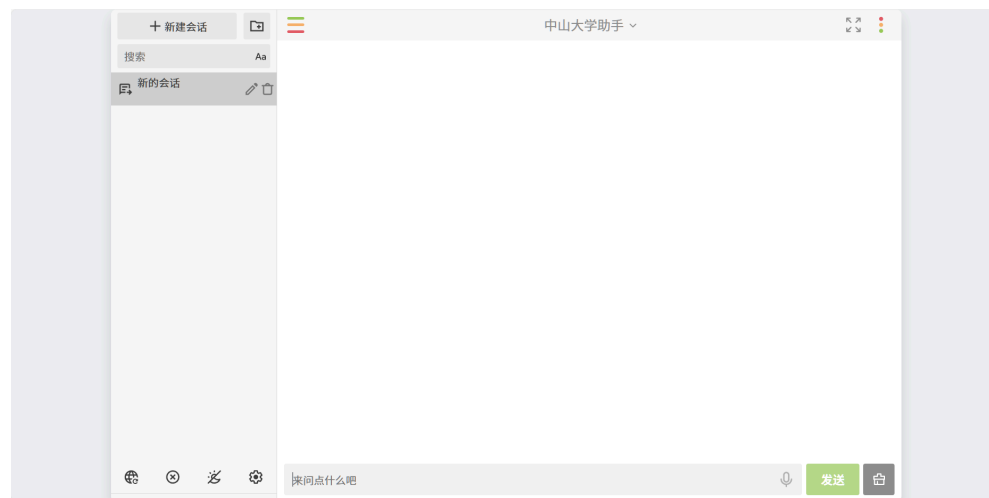 新建会话
搜索
Aa
新的会话
中山大学助手
来问点什么吧
发送